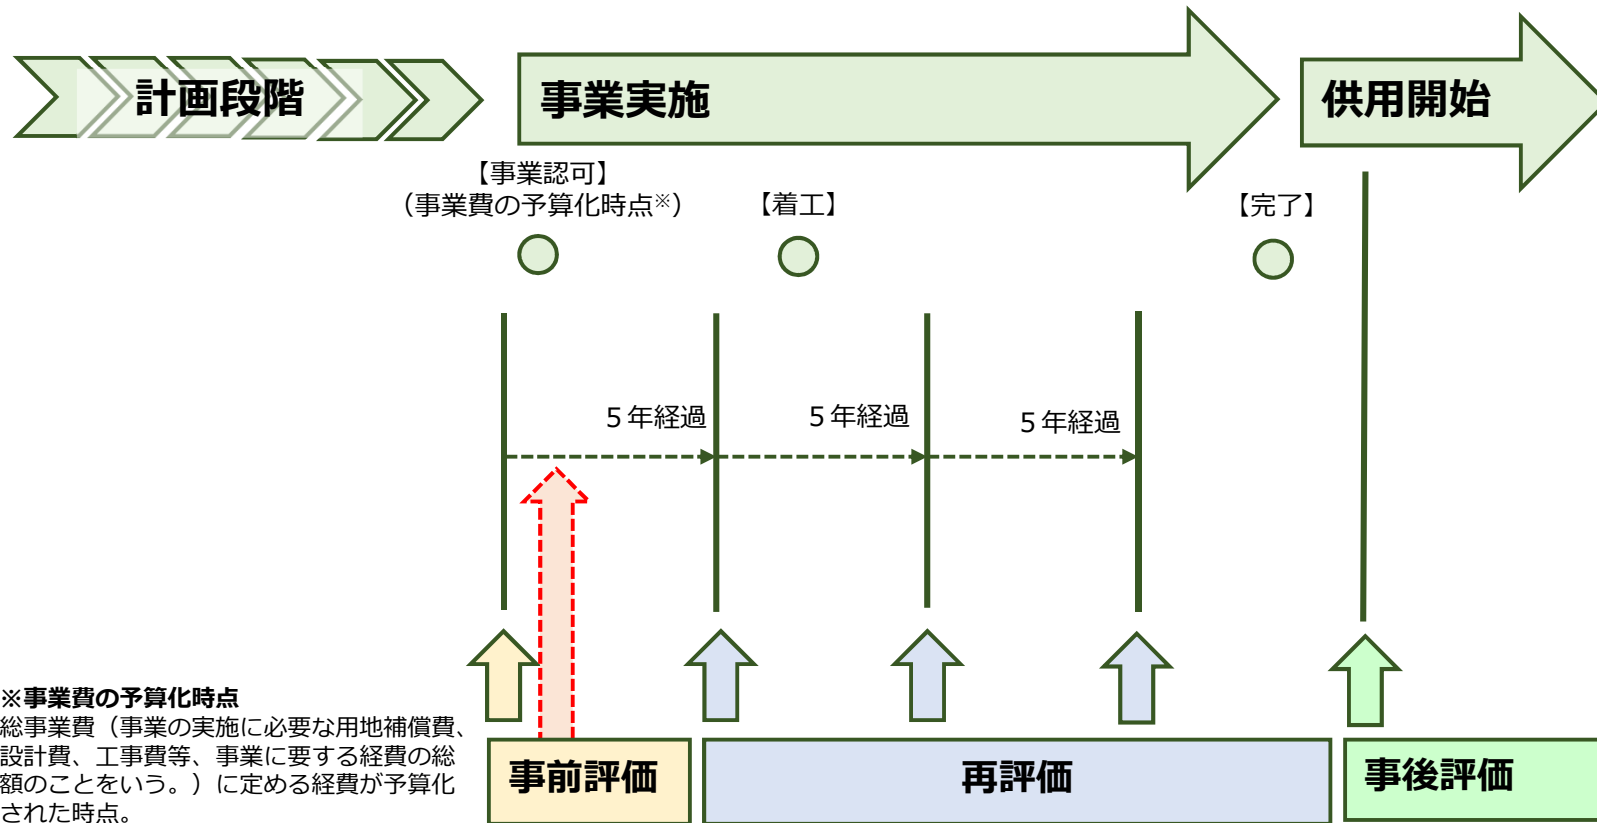 計画段階
事業実施
供用開始
【事業認可】
（事業費の予算化時点※）
【着工】
【完了】
５年経過
５年経過
５年経過
※事業費の予算化時点
総事業費（事業の実施に必要な用地補償費、
設計費、工事費等、事業に要する経費の総
額のことをいう。）に定める経費が予算化
された時点。
事前評価
再評価
事後評価